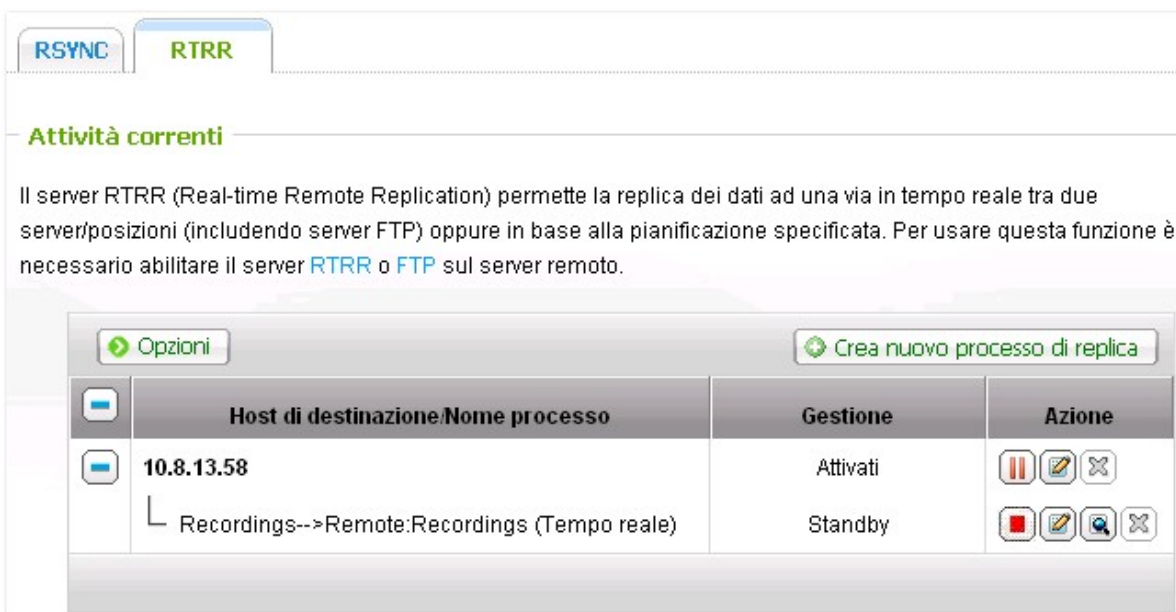 RSYNC RTRR
Attività correnti
Il server RTRR (Real-time Remote Replication) permette la replica dei dati ad una via in tempo reale tra due
server/posizioni (includendo server FTP) oppure in base alla pianificazione specificata. Per usare questa funzione è
necessario abilitare il server RTRR o FTP sul server remoto.
Opzioni Crea nuovo processo di replica
Host di destinazione/Nome processo Gestione Azione
10.8.13.58 Attivati
Recordings-->Remote:Recordings (Tempo reale) Standby